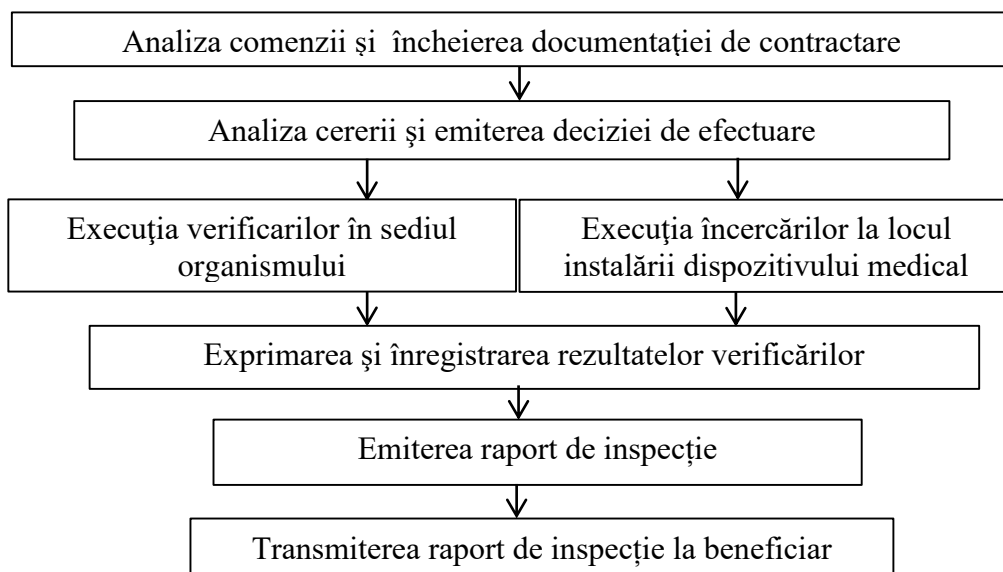 Analiza comenzii şi încheierea documentației de contractare
Analiza cererii şi emiterea deciziei de efectuare
Execuţia verificarilor în sediul
organismului
Execuţia încercărilor la locul
instalării dispozitivului medical
Exprimarea şi înregistrarea rezultatelor verificărilor
Emiterea raport de inspecție
Transmiterea raport de inspecție la beneficiar